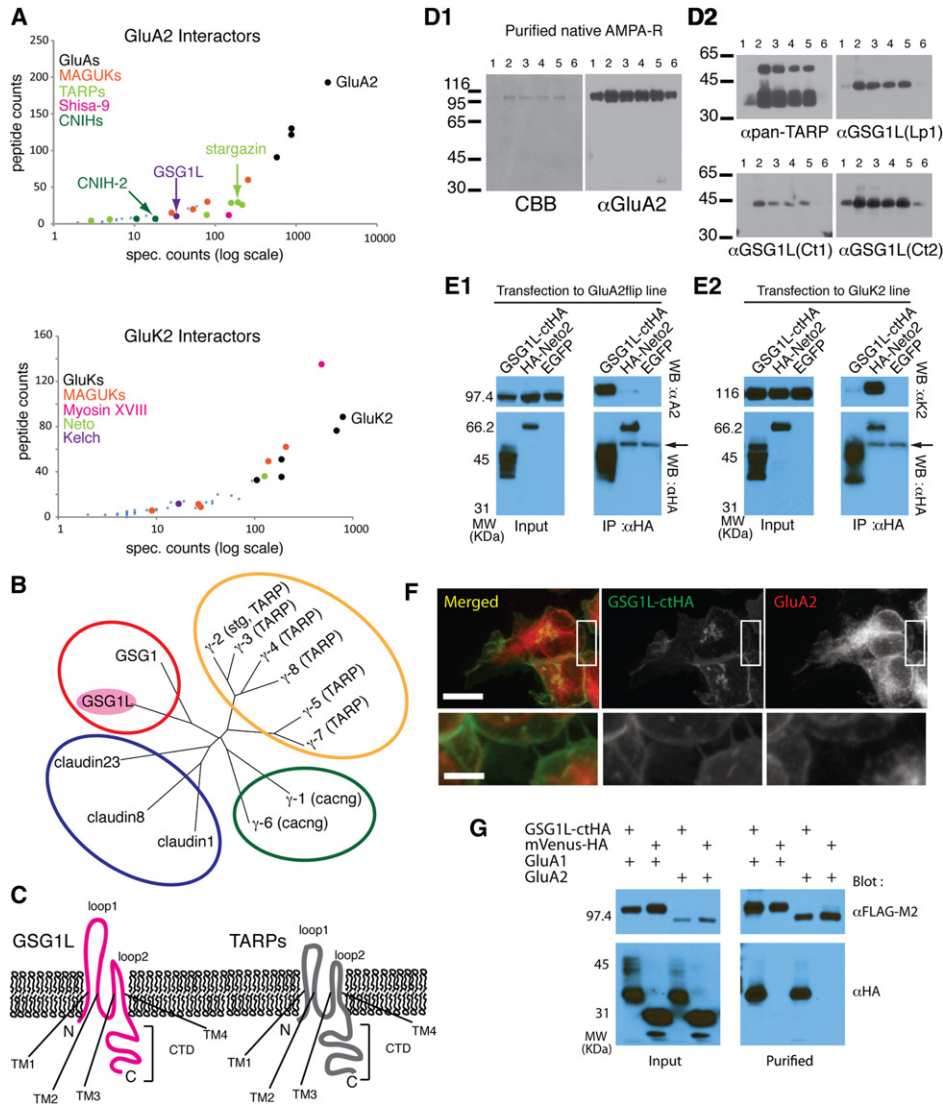 A
GluA2 Interactors
250
200
150
100
50
0
peptide counts
GluAs
MAGUKs
TARPs
Shisa-9
CNIHs
GluA2
stargazin
GSG1L
CNIH-2
1 10 100 1000 10000
spec. counts (log scale)
GluK2 Interactors
160
120
80
40
0
peptide counts
GluKs
MAGUKs
Myosin XVIII
Neto
Kelch
GluK2
1 10 100 1000
spec. counts (log scale)
B
γ-2 (stg, TARP)
γ-3 (TARP)
γ-4 (TARP)
γ-8 (TARP)
γ-5 (TARP)
γ-7 (TARP)
GSG1
GSG1L
claudin23
claudin8
claudin1
γ-1 (cacng)
γ-6 (cacng)
C
GSG1L
loop1
loop2
N
TM1
TM2
TM3
TM4
CTD
C
TARPs
loop1
loop2
N
TM1
TM2
TM3
TM4
CTD
C
D1
Purified native AMPA-R
1 2 3 4 5 6 1 2 3 4 5 6
116
95
65
45
30
CBB
αGluA2
D2
1 2 3 4 5 6 1 2 3 4 5 6
65
45
30
αpan-TARP
αGSG1L(Lp1)
1 2 3 4 5 6 1 2 3 4 5 6
45
30
αGSG1L(Ct1)
αGSG1L(Ct2)
E1
Transfection to GluA2flip line
GSG1L-ctHA
HA-Neto2
EGFP
GSG1L-ctHA
HA-Neto2
EGFP
97.4
66.2
45
31
MW
(KDa)
Input
IP :αHA
WB :αA2
WB :αHA
E2
Transfection to GluK2 line
GSG1L-ctHA
HA-Neto2
EGFP
GSG1L-ctHA
HA-Neto2
EGFP
116
66.2
45
31
MW
(KDa)
Input
IP :αHA
WB :αK2
WB :αHA
F
Merged
GSG1L-ctHA
GluA2
G
GSG1L-ctHA + + + +
mVenus-HA + + + +
GluA1 + + + +
GluA2 + + + +
Blot :
97.4
αFLAG-M2
45
31
MW
(KDa)
αHA
Input
Purified